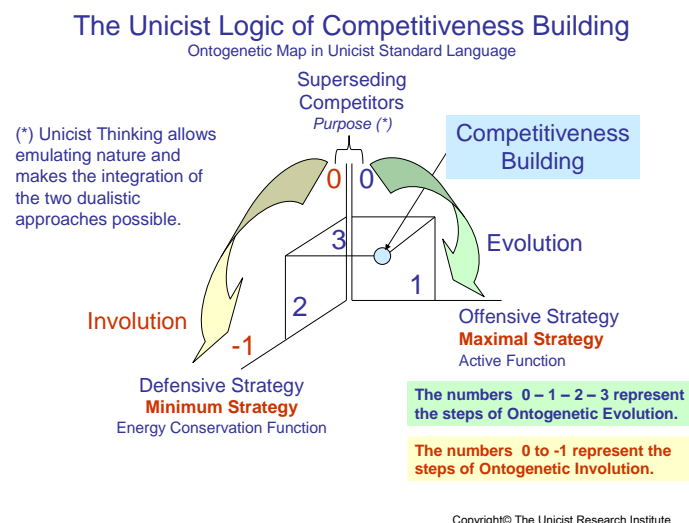 The Unicist Logic of Competitiveness Building
Ontogenetic Map in Unicist Standard Language
Superseding
Competitors
Purpose (*)
(*) Unicist Thinking allows
emulating nature and
makes the integration of
the two dualistic
approaches possible.
Competitiveness
Building
0 0
3
Evolution
1
2
Involution
-1
Offensive Strategy
Maximal Strategy
Active Function
Defensive Strategy
Minimum Strategy
Energy Conservation Function
The numbers 0 – 1 – 2 – 3 represent
the steps of Ontogenetic Evolution.
The numbers 0 to -1 represent the
steps of Ontogenetic Involution.
Copyright© The Unicist Research Institute